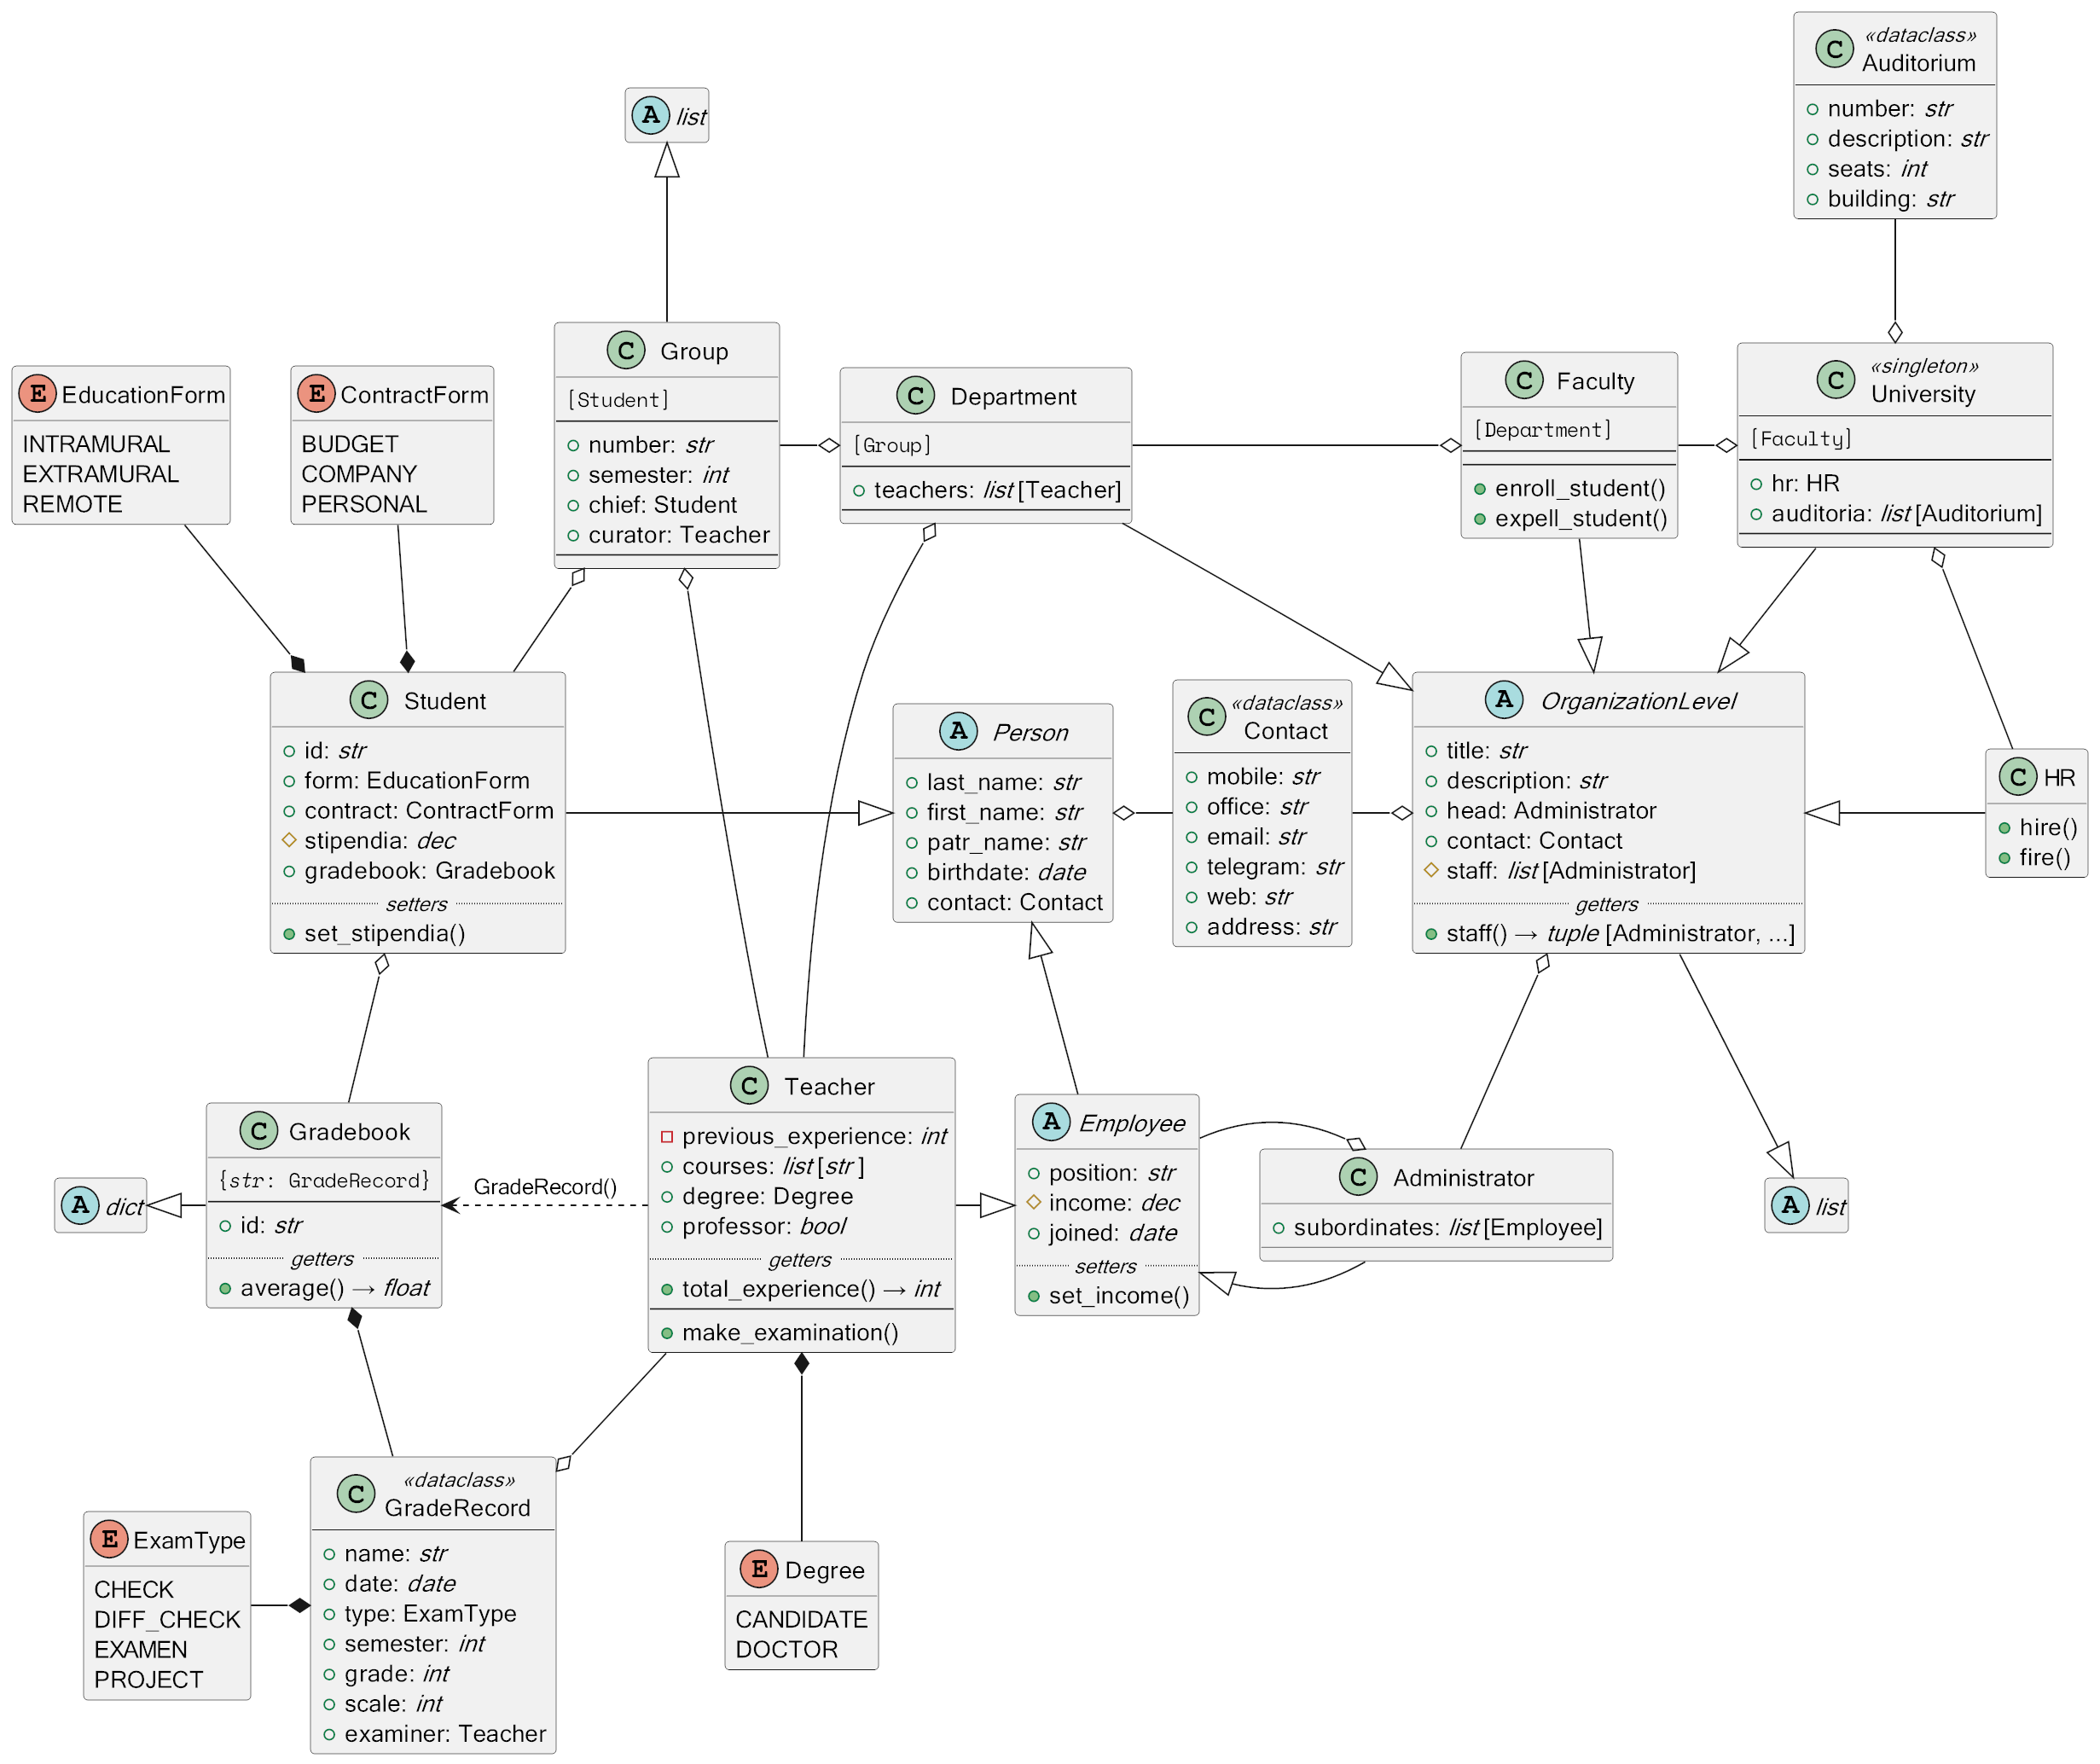 «dataclass»
Auditorium
number: str
description: str
seats: int
building: str
list
Group
[Student]
number: str
semester: int
chief: Student
curator: Teacher
EducationForm
INTRAMURAL
EXTRAMURAL
REMOTE
ContractForm
BUDGET
COMPANY
PERSONAL
Department
[Group]
teachers: list [Teacher]
Faculty
[Department]
enroll_student()
expell_student()
«singleton»
University
[Faculty]
hr: HR
auditoria: list [Auditorium]
Student
id: str
form: EducationForm
contract: ContractForm
stipendia: dec
gradebook: Gradebook
setters
set_stipendia()
Person
last_name: str
first_name: str
patr_name: str
birthdate: date
contact: Contact
«dataclass»
Contact
mobile: str
office: str
email: str
telegram: str
web: str
address: str
OrganizationLevel
title: str
description: str
head: Administrator
contact: Contact
staff: list [Administrator]
getters
staff() → tuple [Administrator, ...]
HR
hire()
fire()
dict
Gradebook
{str: GradeRecord}
id: str
getters
average() → float
GradeRecord()
Teacher
previous_experience: int
courses: list [str ]
degree: Degree
professor: bool
getters
total_experience() → int
make_examination()
Employee
position: str
income: dec
joined: date
setters
set_income()
Administrator
subordinates: list [Employee]
list
ExamType
CHECK
DIFF_CHECK
EXAMEN
PROJECT
«dataclass»
GradeRecord
name: str
date: date
type: ExamType
semester: int
grade: int
scale: int
examiner: Teacher
Degree
CANDIDATE
DOCTOR